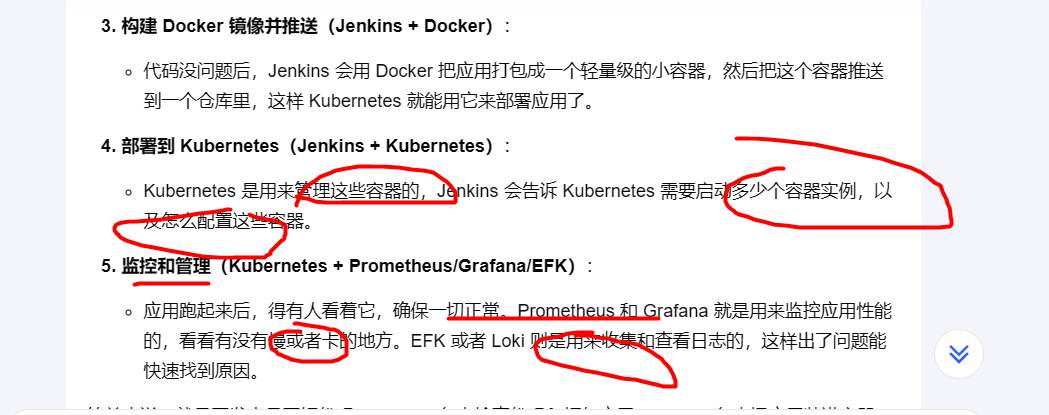 3. 构建 Docker 镜像并推送（Jenkins + Docker）：
代码没问题后，Jenkins 会用 Docker 把应用打包成一个轻量级的小容器，然后把这个容器推送
到一个仓库里，这样 Kubernetes 就能用它来部署应用了。
4. 部署到 Kubernetes（Jenkins + Kubernetes）：
Kubernetes 是用来管理这些容器的，Jenkins 会告诉 Kubernetes 需要启动多少个容器实例，以
及怎么配置这些容器。
5. 监控和管理（Kubernetes + Prometheus/Grafana/EFK）：
应用跑起来后，得有人看着它，确保一切正常。Prometheus 和 Grafana 就是用来监控应用性能
的，看看有没有慢或者卡的地方。EFK 或者 Loki 则是用来收集和查看日志的，这样出了问题能
快速找到原因。